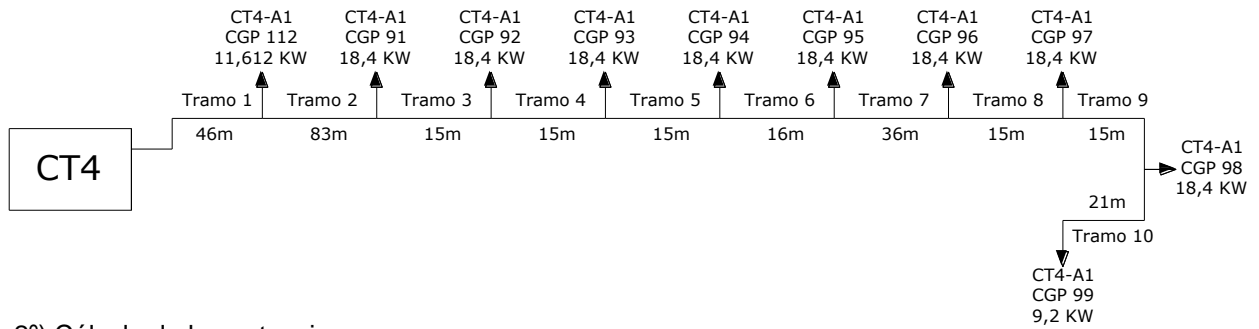 CT4-A1 CT4-A1 CT4-A1 CT4-A1 CT4-A1 CT4-A1 CT4-A1 CT4-A1
CGP 112 CGP 91 CGP 92 CGP 93 CGP 94 CGP 95 CGP 96 CGP 97
11,612 KW 18,4 KW 18,4 KW 18,4 KW 18,4 KW 18,4 KW 18,4 KW 18,4 KW
Tramo 1 Tramo 2 Tramo 3 Tramo 4 Tramo 5 Tramo 6 Tramo 7 Tramo 8 Tramo 9
46m 83m 15m 15m 15m 16m 36m 15m 15m
CT4
CT4-A1
CGP 98
18,4 KW
21m
Tramo 10
CT4-A1
CGP 99
9,2 KW